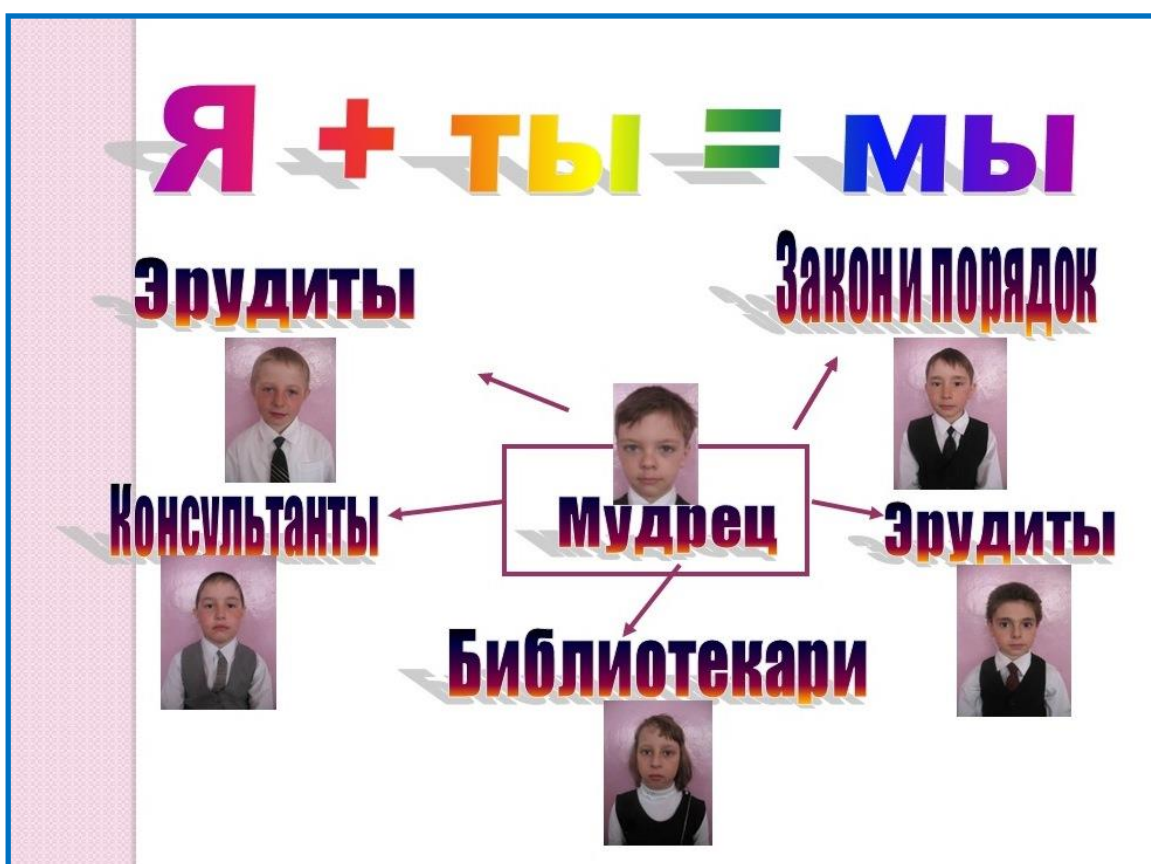 Я + ты = мы
Эрудиты
Закон и порядок
Консультанты
Мудрец
Эрудиты
Библиотекари